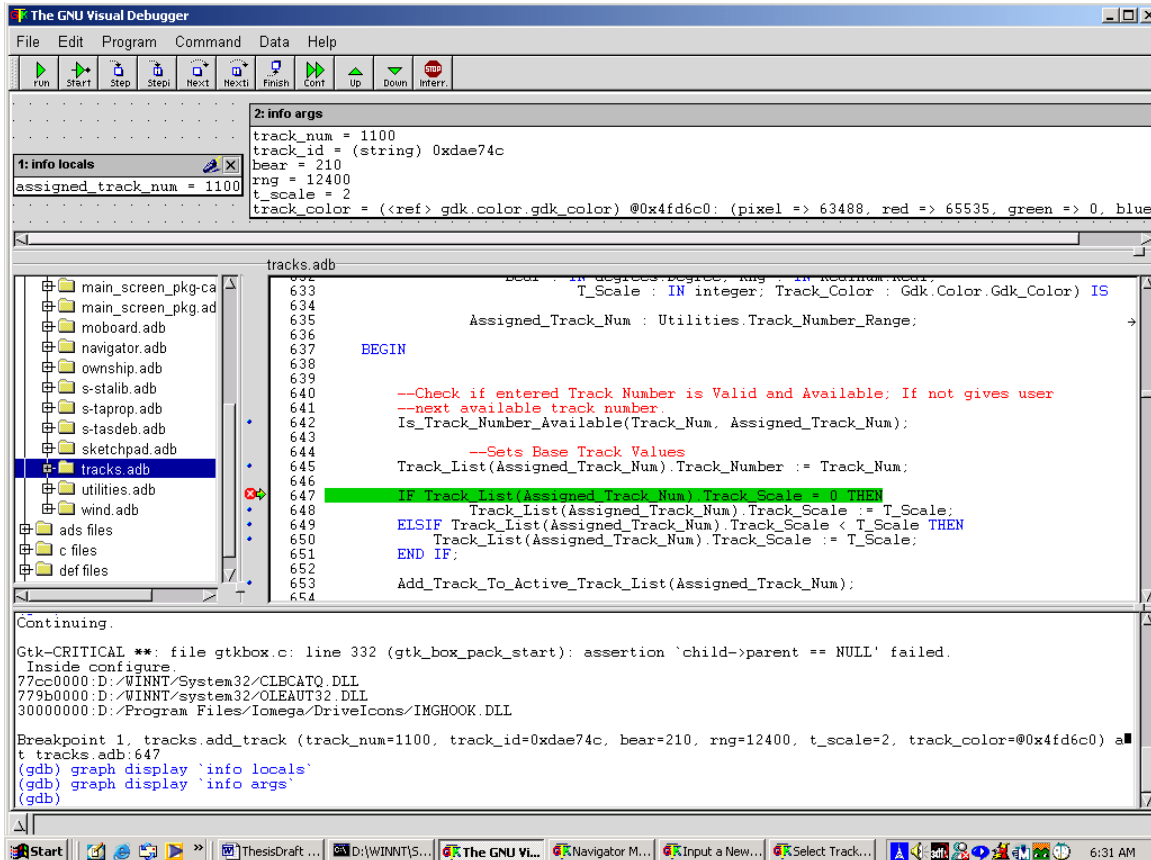 The GNU Visual Debugger
File Edit Program Command Data Help
run Start Step Stepi Next Nexti Finish Cont Up Down Interr.
2: info args
track_num = 1100
track_id = (string) 0xdae74c
bear = 210
rng = 12400
t_scale = 2
track_color = (<ref> gdk.color.gdk_color) @0x4fd6c0: (pixel => 63488, red => 65535, green => 0, blue
1: info locals
assigned_track_num = 1100
main_screen_pkg-ca
main_screen_pkg.ad
moboard.adb
navigator.adb
ownship.adb
s-stalib.adb
s-taprop.adb
s-tasdeb.adb
sketchpad.adb
tracks.adb
utilities.adb
wind.adb
ads files
c files
def files
tracks.adb
632 Bear : IN degrees.Degree; Rng : IN Realnum.Real;
633 T_Scale : IN integer; Track_Color : Gdk.Color.Gdk_Color) IS
634
635 Assigned_Track_Num : Utilities.Track_Number_Range;
636
637 BEGIN
638
639
640 --Check if entered Track Number is Valid and Available; If not gives user
641 --next available track number.
642 Is_Track_Number_Available(Track_Num, Assigned_Track_Num);
643
644 --Sets Base Track Values
645 Track_List(Assigned_Track_Num).Track_Number := Track_Num;
646
647 IF Track_List(Assigned_Track_Num).Track_Scale = 0 THEN
648 Track_List(Assigned_Track_Num).Track_Scale := T_Scale;
649 ELSIF Track_List(Assigned_Track_Num).Track_Scale < T_Scale THEN
650 Track_List(Assigned_Track_Num).Track_Scale := T_Scale;
651 END IF;
652
653 Add_Track_To_Active_Track_List(Assigned_Track_Num);
654
Continuing.
Gtk-CRITICAL **: file gtkbox.c: line 332 (gtk_box_pack_start): assertion `child->parent == NULL' failed.
Inside configure.
77cc0000:D:/WINNT/System32/CLBCATQ.DLL
779b0000:D:/WINNT/system32/OLEAUT32.DLL
30000000:D:/Program Files/Iomega/DriveIcons/IMGHOOK.DLL
Breakpoint 1, tracks.add_track (track_num=1100, track_id=0xdae74c, bear=210, rng=12400, t_scale=2, track_color=@0x4fd6c0) a
t tracks.adb:647
(gdb) graph display `info locals`
(gdb) graph display `info args`
(gdb)
Start » ThesisDraft ... D:\WINNT\S... The GNU Vi... Navigator M... Input a New... Select Track... 6:31 AM